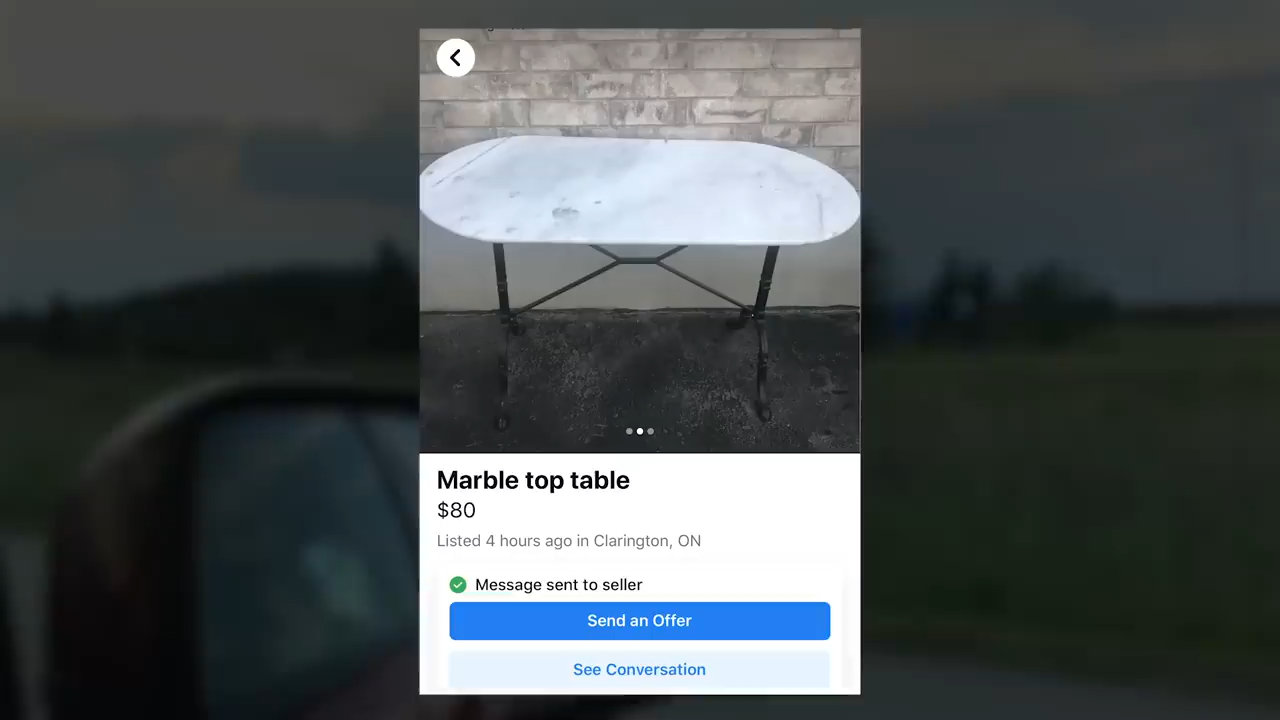 Marble top table
$80
Listed 4 hours ago in Clarington, ON
Message sent to seller
Send an Offer
See Conversation